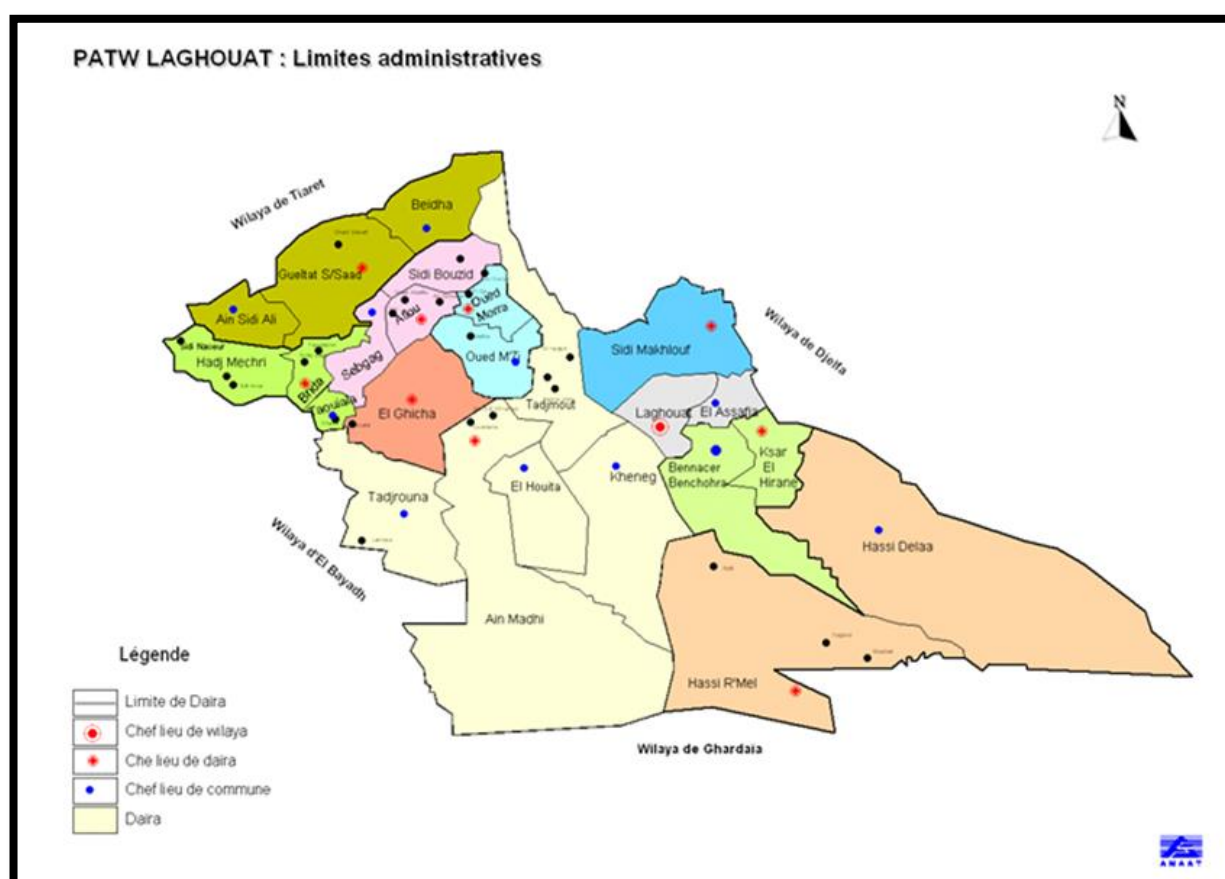 PATW LAGHOUAT : Limites administratives
N
Wilaya de Tiaret
Beidha
Gueltat S/Saad
Sidi Bouzid
Ain Sidi Ali
Aflou
Oued
Morra
Sidi Naceur
Hadj Mechri
Brida
Sebgag
Oued M'Zi
Sidi Makhlouf
Wilaya de Djelfa
Taouiala
El Ghicha
Tadjmout
Laghouat
El Assafia
Ksar
El
Hirane
Bennacer
Benchohra
Kheneg
El Houita
Tadjrouna
Wilaya d'El Bayadh
Hassi Delaa
Ain Madhi
Hassi R'Mel
Wilaya de Ghardaia
Légende
Limite de Daïra
Chef lieu de wilaya
Che lieu de daira
Chef lieu de commune
Daïra
AMAAT